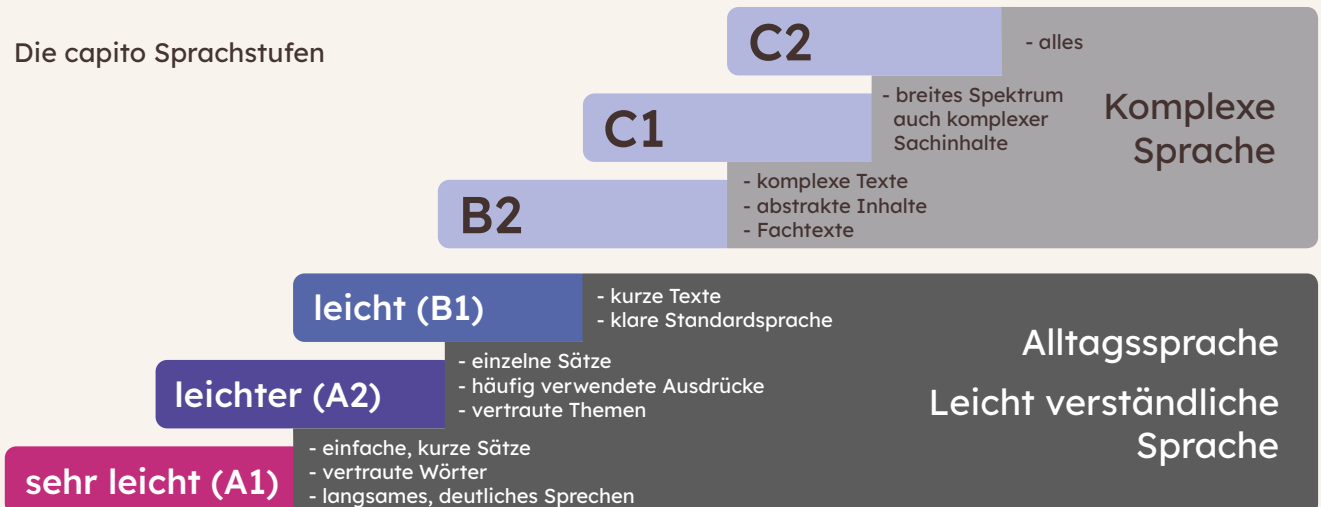 Die capito Sprachstufen
C2
- alles
Komplexe
Sprache
C1
- breites Spektrum
auch komplexer
Sachinhalte
B2
- komplexe Texte
- abstrakte Inhalte
- Fachtexte
leicht (B1)
- kurze Texte
- klare Standardsprache
Alltagssprache
Leicht verständliche
Sprache
leichter (A2)
- einzelne Sätze
- häufig verwendete Ausdrücke
- vertraute Themen
sehr leicht (A1)
- einfache, kurze Sätze
- vertraute Wörter
- langsames, deutliches Sprechen